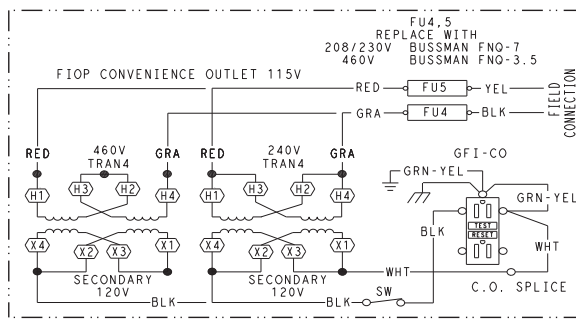 FU4,5
REPLACE WITH
208/230V BUSSMAN FNQ-7
460V BUSSMAN FNQ-3.5
FIOP CONVENIENCE OUTLET 115V
RED FU5 YEL
GRA FU4 BLK
FIELD
CONNECTION
RED 460V GRA RED 240V GRA
TRAN4 TRAN4
GFI-CO
H1 H3 H2 H4 H1 H3 H2 H4
GRN-YEL
GRN-YEL
TEST
RESET
BLK
X4 X2 X3 X1 X4 X2 X3 X1
WHT
WHT
SECONDARY SECONDARY
120V 120V
C.O. SPLICE
BLK BLK SW